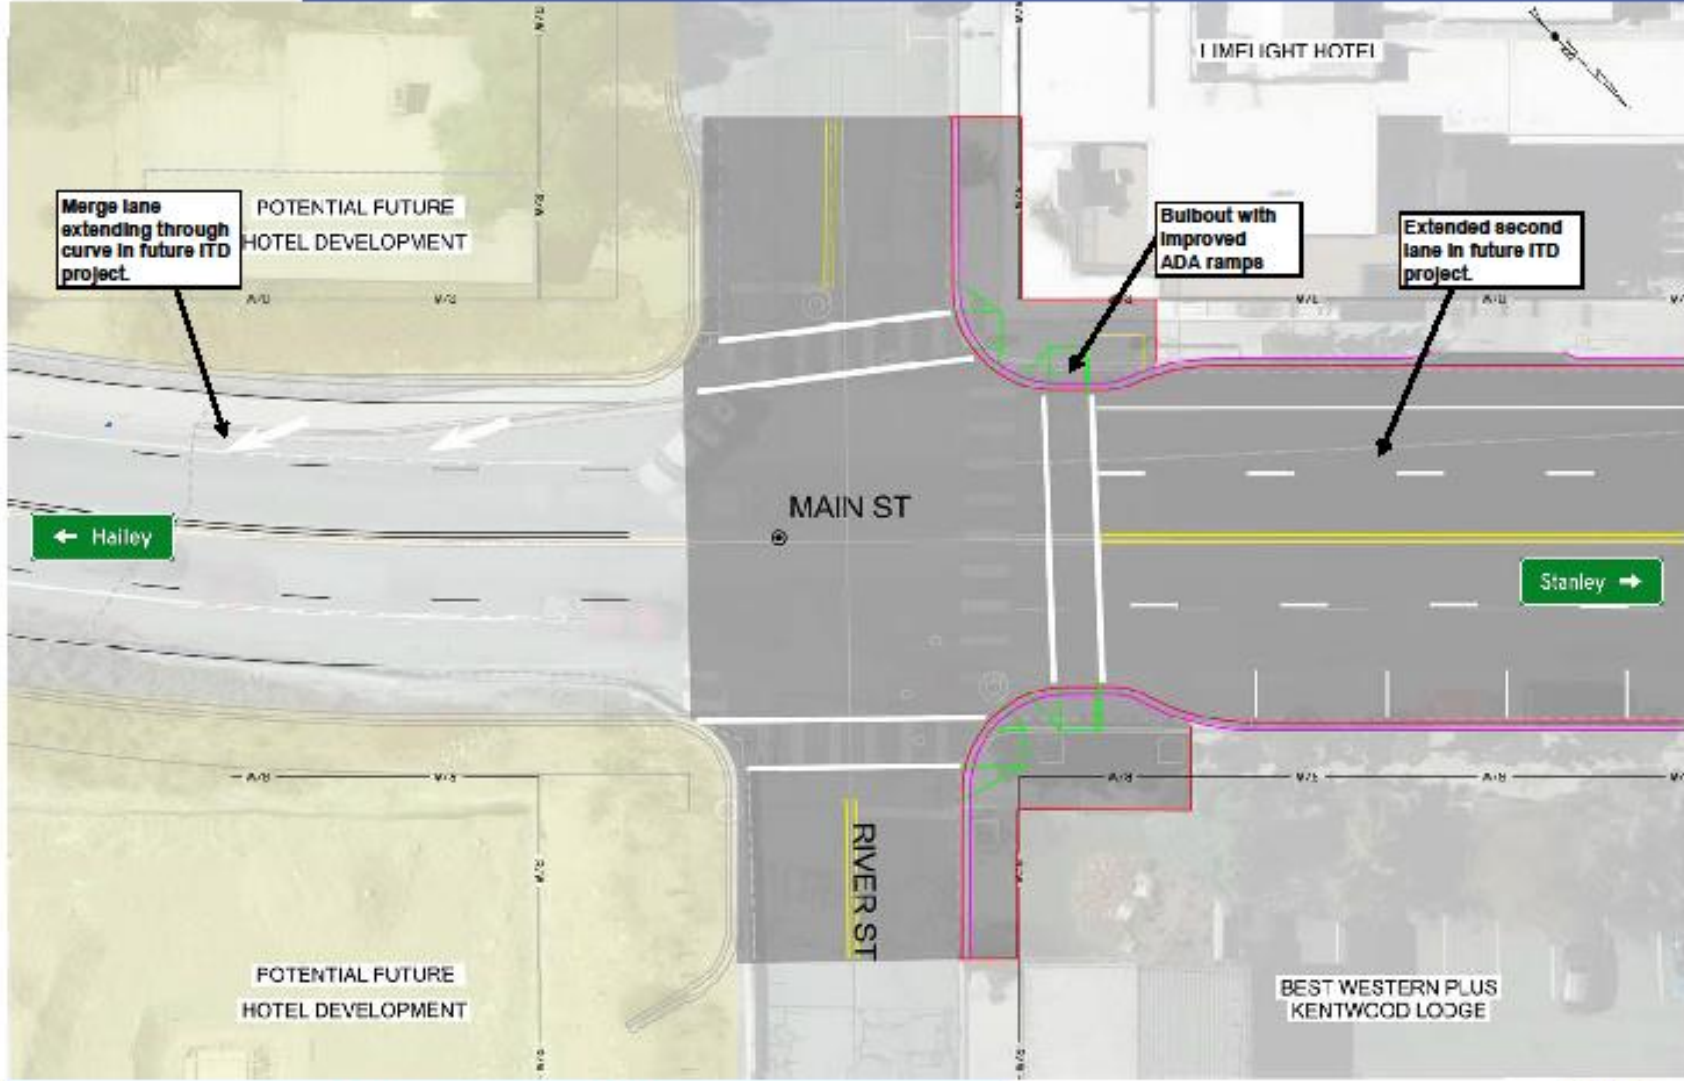 LIMELIGHT HOTEL
Merge lane
extending through
curve in future ITD
project.
POTENTIAL FUTURE
HOTEL DEVELOPMENT
Bulbout with
improved
ADA ramps
Extended second
lane in future ITD
project.
MAIN ST
← Hailey
Stanley →
RIVER ST
POTENTIAL FUTURE
HOTEL DEVELOPMENT
BEST WESTERN PLUS
KENTWOOD LODGE